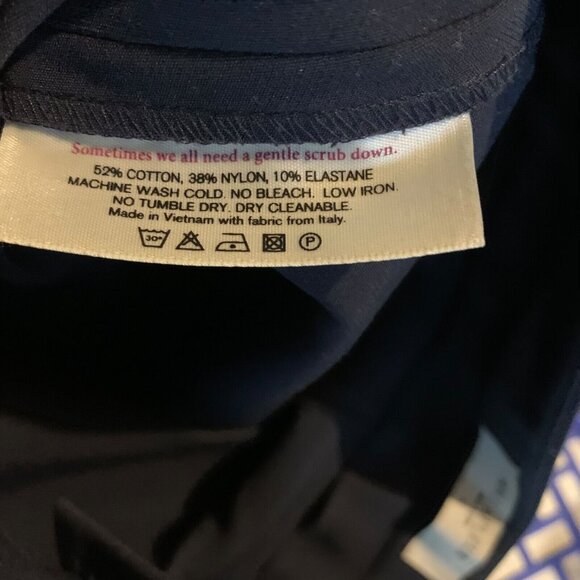 Sometimes we all need a gentle scrub down.
52% COTTON, 38% NYLON, 10% ELASTANE
MACHINE WASH COLD. NO BLEACH. LOW IRON.
NO TUMBLE DRY. DRY CLEANABLE.
Made in Vietnam with fabric from Italy.
30°
P